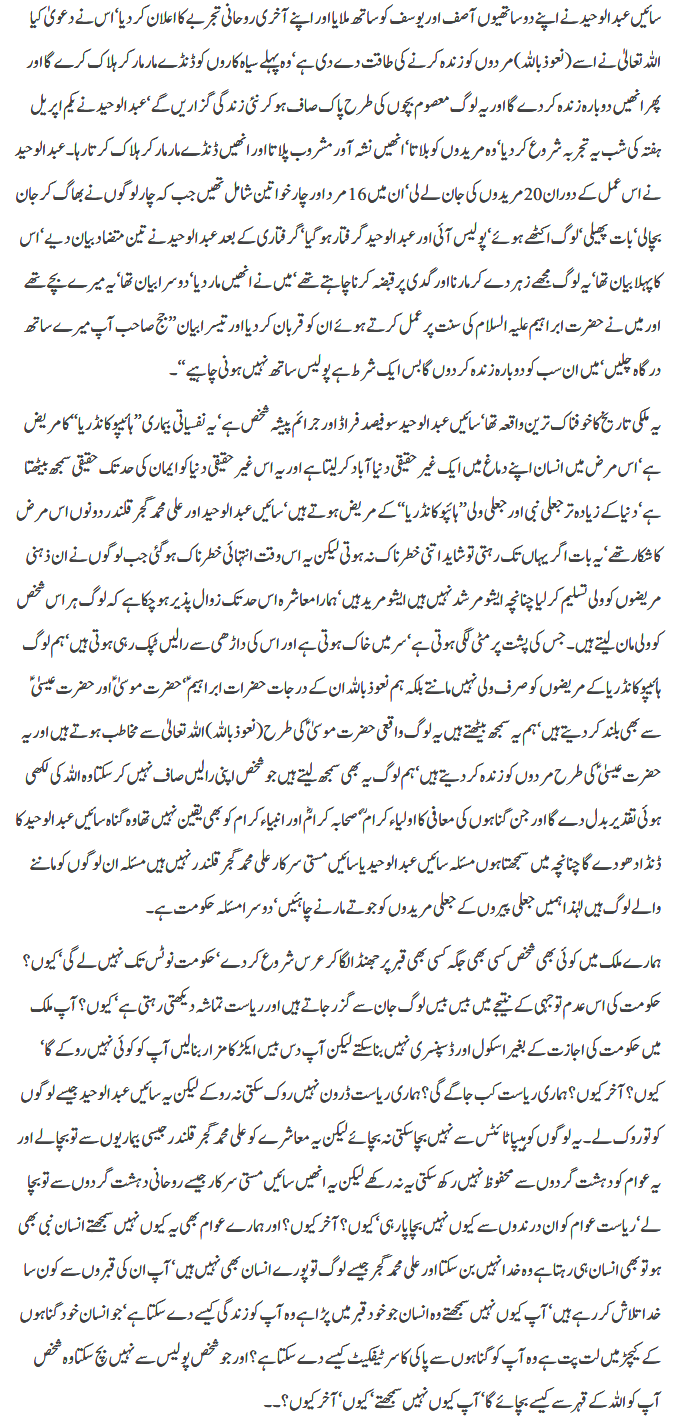 سائیں عبدالوحید نے اپنے دو ساتھیوں آصف اور یوسف کو ساتھ ملایا اور اپنے آخری روحانی تجربے کا اعلان کر دیا‘ اس نے دعویٰ کیا
اللہ تعالیٰ نے اسے (نعوذ باللہ) مردوں کو زندہ کرنے کی طاقت دے دی ہے‘ وہ پہلے سیاہ کاروں کو ڈنڈے مار مار کر ہلاک کرے گا اور
پھر انھیں دوبارہ زندہ کر دے گا اور یہ لوگ معصوم بچوں کی طرح پاک صاف ہو کر نئی زندگی گزاریں گے‘ عبدالوحید نے یکم اپریل
ہفتہ کی شب یہ تجربہ شروع کر دیا‘ وہ مریدوں کو بلاتا‘ انھیں نشہ آور مشروب پلاتا اور انھیں ڈنڈے مار مار کر ہلاک کرتا رہا۔ عبدالوحید
نے اس عمل کے دوران 20 مریدوں کی جان لے لی‘ ان میں 16 مرد اور چار خواتین شامل تھیں جب کہ چار لوگوں نے بھاگ کر جان
بچالی‘ بات پھیلی‘ لوگ اکٹھے ہوئے‘ پولیس آئی اور عبدالوحید گرفتار ہو گیا‘ گرفتاری کے بعد عبدالوحید نے تین متضاد بیان دیے‘ اس
کا پہلا بیان تھا‘ یہ لوگ مجھے زہر دے کر مارنا اور گدی پر قبضہ کرنا چاہتے تھے‘ میں نے انھیں مار دیا‘ دوسرا بیان تھا‘ یہ میرے بچے تھے
اور میں نے حضرت ابراہیم علیہ السلام کی سنت پر عمل کرتے ہوئے ان کو قربان کر دیا اور تیسرا بیان ’’جج صاحب آپ میرے ساتھ
درگاہ چلیں‘ میں ان سب کو دوبارہ زندہ کر دوں گا بس ایک شرط ہے پولیس ساتھ نہیں ہونی چاہیے‘‘۔
یہ ملکی تاریخ کا خوفناک ترین واقعہ تھا‘ سائیں عبدالوحید سو فیصد فراڈ اور جرائم پیشہ شخص ہے‘ یہ نفسیاتی بیماری ’’ہائپوکانڈریا‘‘ کا مریض
ہے‘ اس مرض میں انسان اپنے دماغ میں ایک غیر حقیقی دنیا آباد کر لیتا ہے اور یہ اس غیر حقیقی دنیا کو ایمان کی حد تک حقیقی سمجھ بیٹھتا
ہے‘ دنیا کے زیادہ تر جعلی نبی اور جعلی ولی ’’ہائپوکانڈریا‘‘ کے مریض ہوتے ہیں‘ سائیں عبدالوحید اور علی محمد گجر قلندر دونوں اس مرض
کا شکار تھے‘ یہ بات اگر یہاں تک رہتی تو شاید اتنی خطرناک نہ ہوتی لیکن یہ اس وقت انتہائی خطرناک ہو گئی جب لوگوں نے ان ذہنی
مریضوں کو ولی تسلیم کر لیا چنانچہ ایشو مرشد نہیں ہیں ایشو مرید ہیں‘ ہمارا معاشرہ اس حد تک زوال پذیر ہو چکا ہے کہ لوگ ہر اس شخص
کو ولی مان لیتے ہیں۔ جس کی پشت پر مٹی لگی ہوتی ہے‘ سر میں خاک ہوتی ہے اور اس کی داڑھی سے رالیں ٹپک رہی ہوتی ہیں‘ ہم لوگ
ہائپوکانڈریا کے مریضوں کو صرف ولی نہیں مانتے بلکہ ہم نعوذ باللہ ان کے درجات حضرات ابراہیم ؑ‘ حضرت موسیٰ ؑ اور حضرت عیسیٰ ؑ
سے بھی بلند کر دیتے ہیں‘ ہم یہ سمجھ بیٹھتے ہیں یہ لوگ واقعی حضرت موسیٰ ؑ کی طرح (نعوذ باللہ) اللہ تعالیٰ سے مخاطب ہوتے ہیں اور یہ
حضرت عیسیٰ ؑ کی طرح مردوں کو زندہ کر دیتے ہیں‘ ہم لوگ یہ بھی سمجھ لیتے ہیں جو شخص اپنی رالیں صاف نہیں کر سکتا وہ اللہ کی لکھی
ہوئی تقدیر بدل دے گا اور جن گناہوں کی معافی کا اولیاء کرام ؒ‘ صحابہ کرام ؓ اور انبیاء کرام کو بھی یقین نہیں تھا وہ گناہ سائیں عبدالوحید کا
ڈنڈا دھو دے گا چنانچہ میں سمجھتا ہوں مسئلہ سائیں عبدالوحید یا سائیں مستی سرکار علی محمد گجر قلندر نہیں ہیں مسئلہ ان لوگوں کو ماننے
والے لوگ ہیں لہٰذا ہمیں جعلی پیروں کے جعلی مریدوں کو جوتے مارنے چاہئیں‘ دوسرا مسئلہ حکومت ہے۔
ہمارے ملک میں کوئی بھی شخص کسی بھی جگہ کسی بھی قبر پر جھنڈا لگا کر عرس شروع کر دے‘ حکومت نوٹس تک نہیں لے گی‘ کیوں؟
حکومت کی اس عدم توجہی کے نتیجے میں بیس بیس لوگ جان سے گزر جاتے ہیں اور ریاست تماشہ دیکھتی رہتی ہے‘ کیوں؟ آپ ملک
میں حکومت کی اجازت کے بغیر اسکول اور ڈسپنسری نہیں بنا سکتے لیکن آپ دس بیس ایکڑ کا مزار بنالیں آپ کو کوئی نہیں روکے گا‘
کیوں؟ آخر کیوں؟ ہماری ریاست کب جاگے گی؟ ہماری ریاست ڈرون نہیں روک سکتی نہ روکے لیکن یہ سائیں عبدالوحید جیسے لوگوں
کو تو روک لے۔ یہ لوگوں کو ہیپاٹائٹس سے نہیں بچا سکتی نہ بچائے لیکن یہ معاشرے کو علی محمد گجر قلندر جیسی بیماریوں سے تو بچالے اور
یہ عوام کو دہشت گردوں سے محفوظ نہیں رکھ سکتی یہ نہ رکھے لیکن یہ انھیں سائیں مستی سرکار جیسے روحانی دہشت گردوں سے تو بچا
لے‘ ریاست عوام کو ان درندوں سے کیوں نہیں بچا پا رہی‘ کیوں؟ آخر کیوں؟ اور ہمارے عوام بھی یہ کیوں نہیں سمجھتے انسان نبی بھی
ہو تو بھی انسان ہی رہتا ہے وہ خدا نہیں بن سکتا اور علی محمد گجر جیسے لوگ تو پورے انسان بھی نہیں ہیں‘ آپ ان کی قبروں سے کون سا
خدا تلاش کر رہے ہیں‘ آپ کیوں نہیں سمجھتے وہ انسان جو خود قبر میں پڑا ہے وہ آپ کو زندگی کیسے دے سکتا ہے‘ جو انسان خود گناہوں
کے کیچڑ میں لت پت ہے وہ آپ کو گناہوں سے پاکی کا سرٹیفکیٹ کیسے دے سکتا ہے؟ اور جو شخص پولیس سے نہیں بچ سکتا وہ شخص
آپ کو اللہ کے قہر سے کیسے بچائے گا‘ آپ کیوں نہیں سمجھتے‘ کیوں‘ آخر کیوں؟۔۔